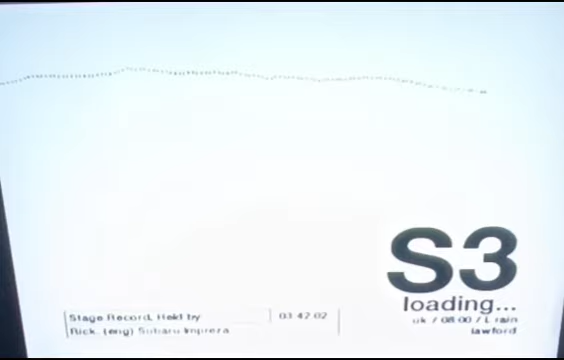 S3
loading...
uk / 08:00 / L rain
lawford
Stage Record, Held by 03 42 02
Rick. (eng) Subaru Impreza